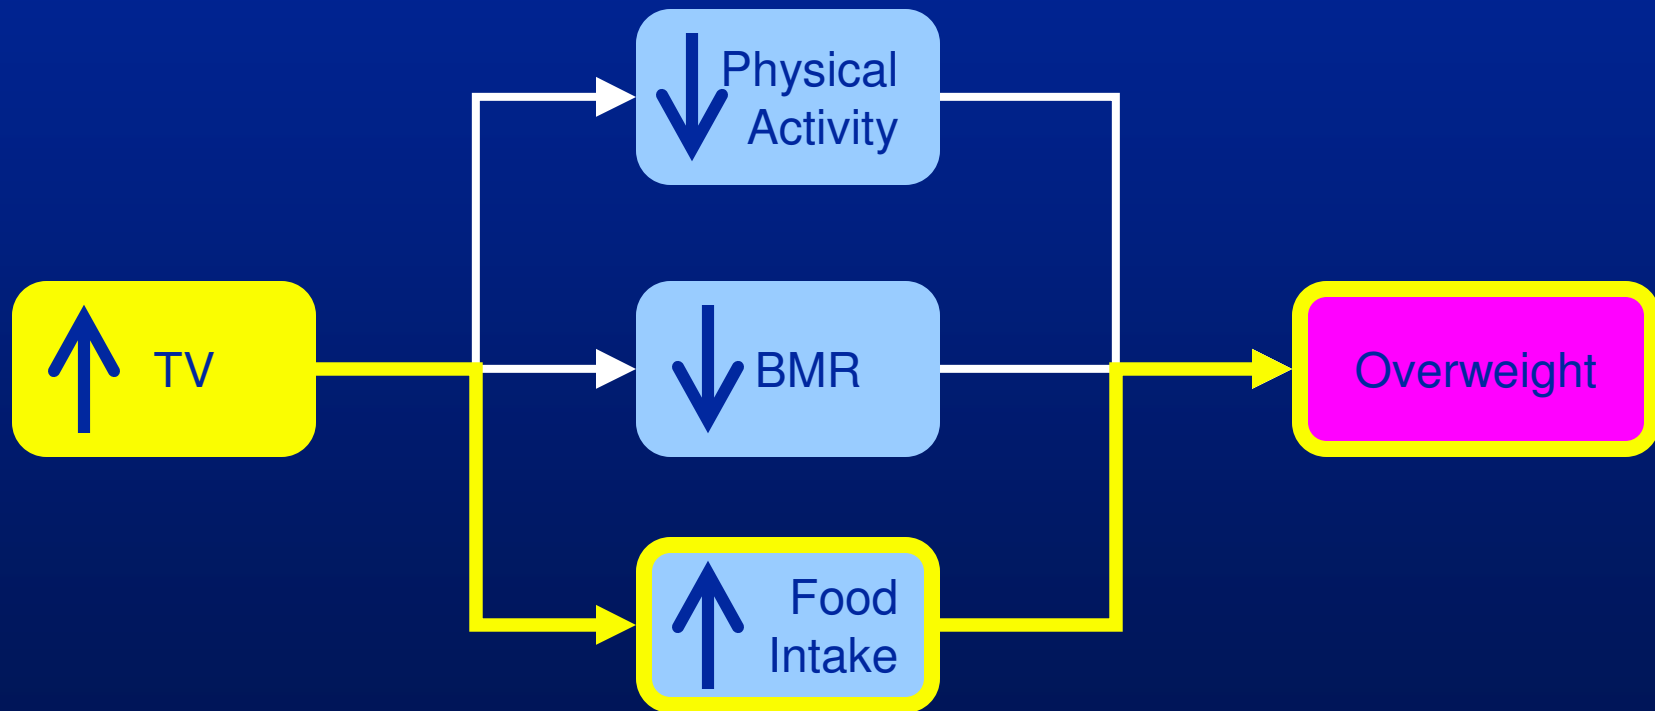 Physical
Activity
TV
BMR
Overweight
Food
Intake